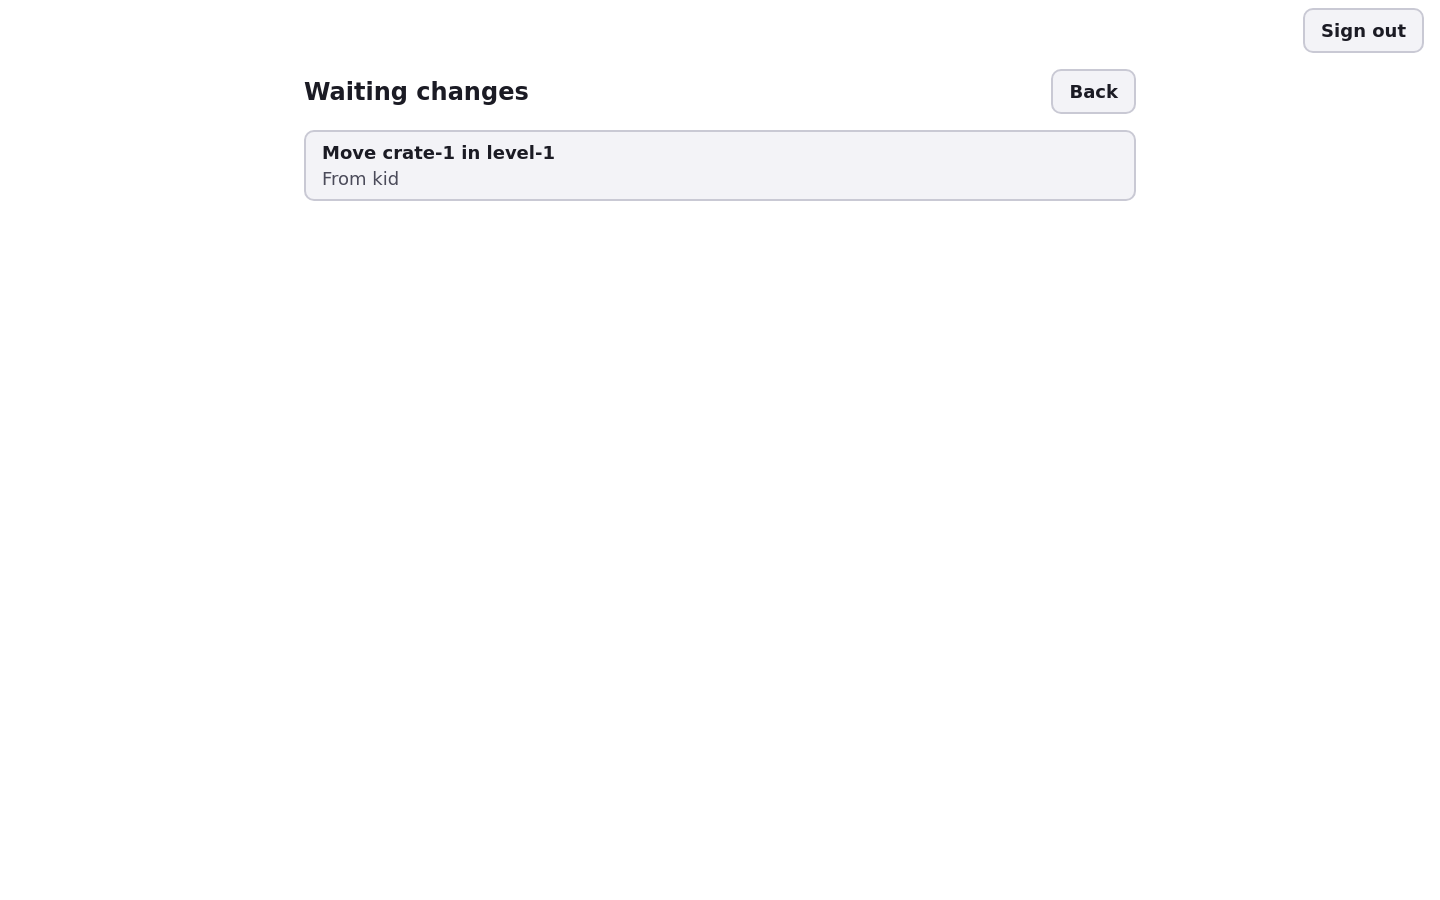 Sign out
Waiting changes
Back
Move crate-1 in level-1
From kid